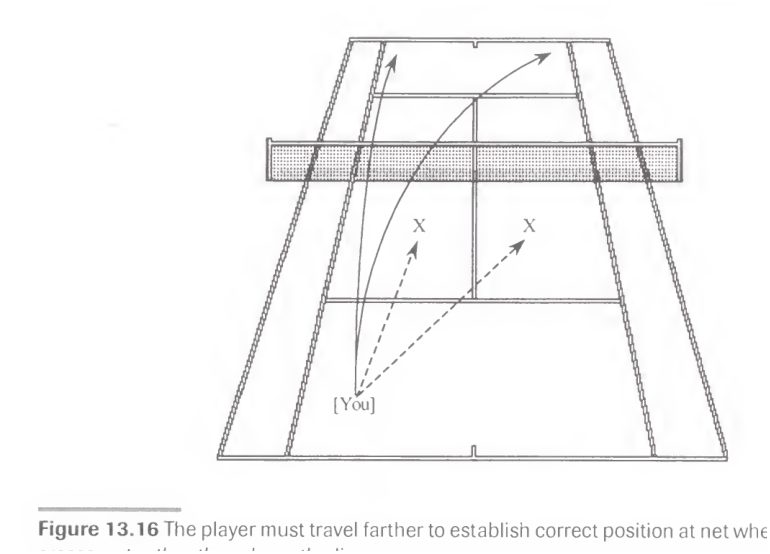 X X
[You]
Figure 13.16 The player must travel farther to establish correct position at net whe